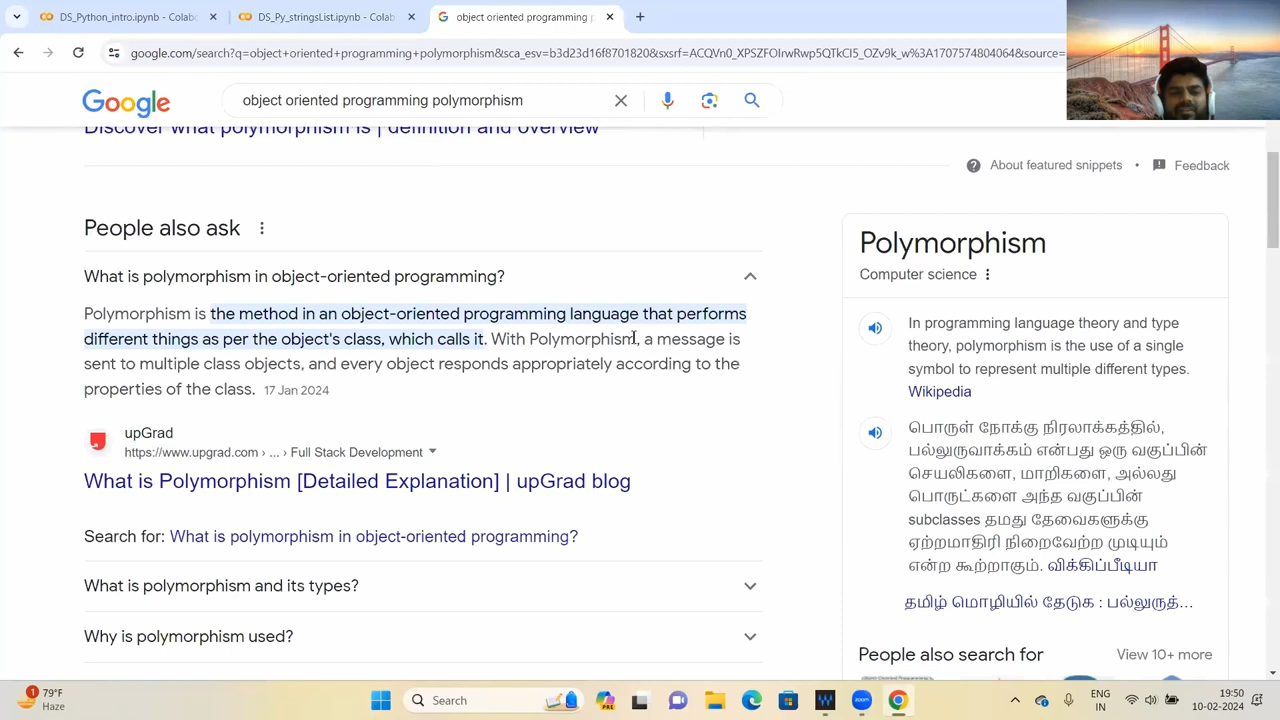 DS_Python_intro.ipynb - Colab
DS_Py_stringsList.ipynb - Colab
object oriented programming p
google.com/search?q=object+oriented+programming+polymorphism&sca_esv=b3d23d16f8701820&sxsrf=ACQVn0_XPSZFOIrwRwp5QTkCI5_OZv9k_w%3A1707574804064&source=
Google
object oriented programming polymorphism
Discover what polymorphism is | definition and overview
About featured snippets • Feedback
People also ask
What is polymorphism in object-oriented programming?
Polymorphism is the method in an object-oriented programming language that performs
different things as per the object's class, which calls it. With Polymorphism, a message is
sent to multiple class objects, and every object responds appropriately according to the
properties of the class. 17 Jan 2024
upGrad
https://www.upgrad.com › ... › Full Stack Development
What is Polymorphism [Detailed Explanation] | upGrad blog
Search for: What is polymorphism in object-oriented programming?
What is polymorphism and its types?
Why is polymorphism used?
Polymorphism
Computer science
In programming language theory and type
theory, polymorphism is the use of a single
symbol to represent multiple different types.
Wikipedia
பொருள் நோக்கு நிரலாக்கத்தில்,
பல்லுருவாக்கம் என்பது ஒரு வகுப்பின்
செயலிகளை, மாறிகளை, அல்லது
பொருட்களை அந்த வகுப்பின்
subclasses தமது தேவைகளுக்கு
ஏற்றமாதிரி நிறைவேற்ற முடியும்
என்ற கூற்றாகும். விக்கிப்பீடியா
தமிழ் மொழியில் தேடுக : பல்லுருத்...
People also search for
View 10+ more
1
79°F
Haze
Search
zoom
ENG
IN
19:50
10-02-2024